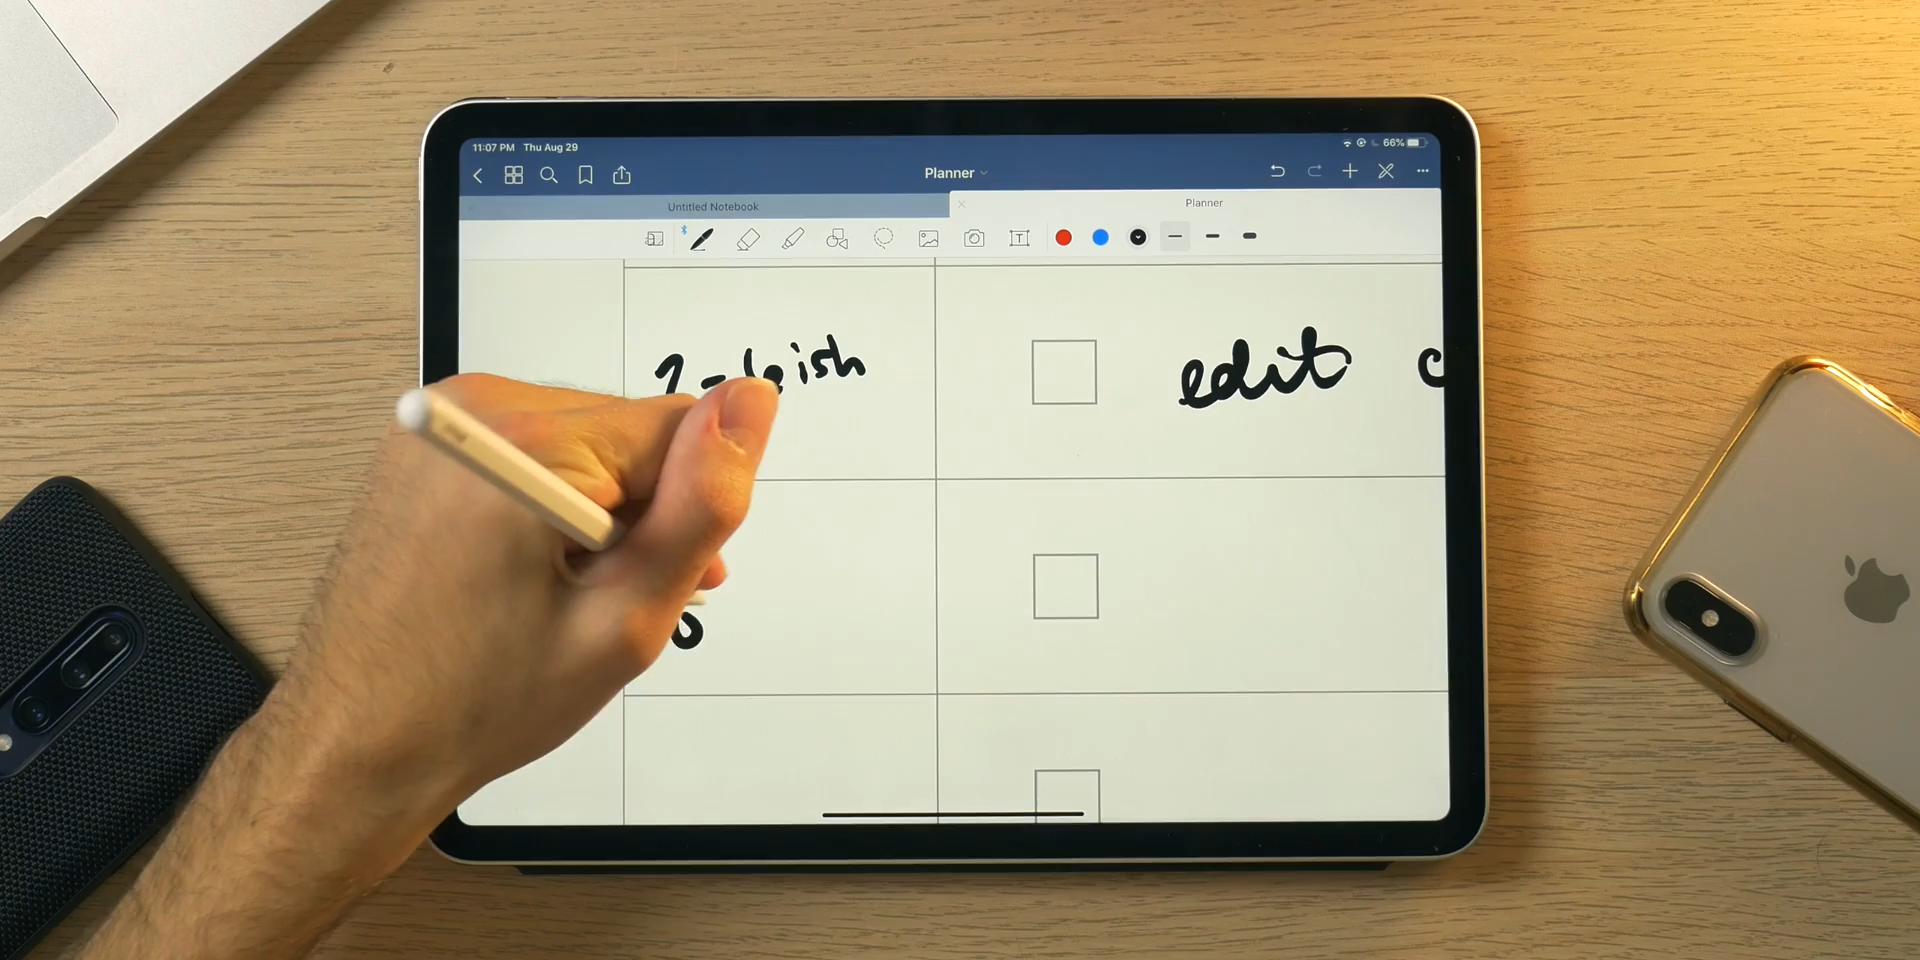 11:07 PM Thu Aug 29
66%
Planner
Untitled Notebook
Planner
T
edit